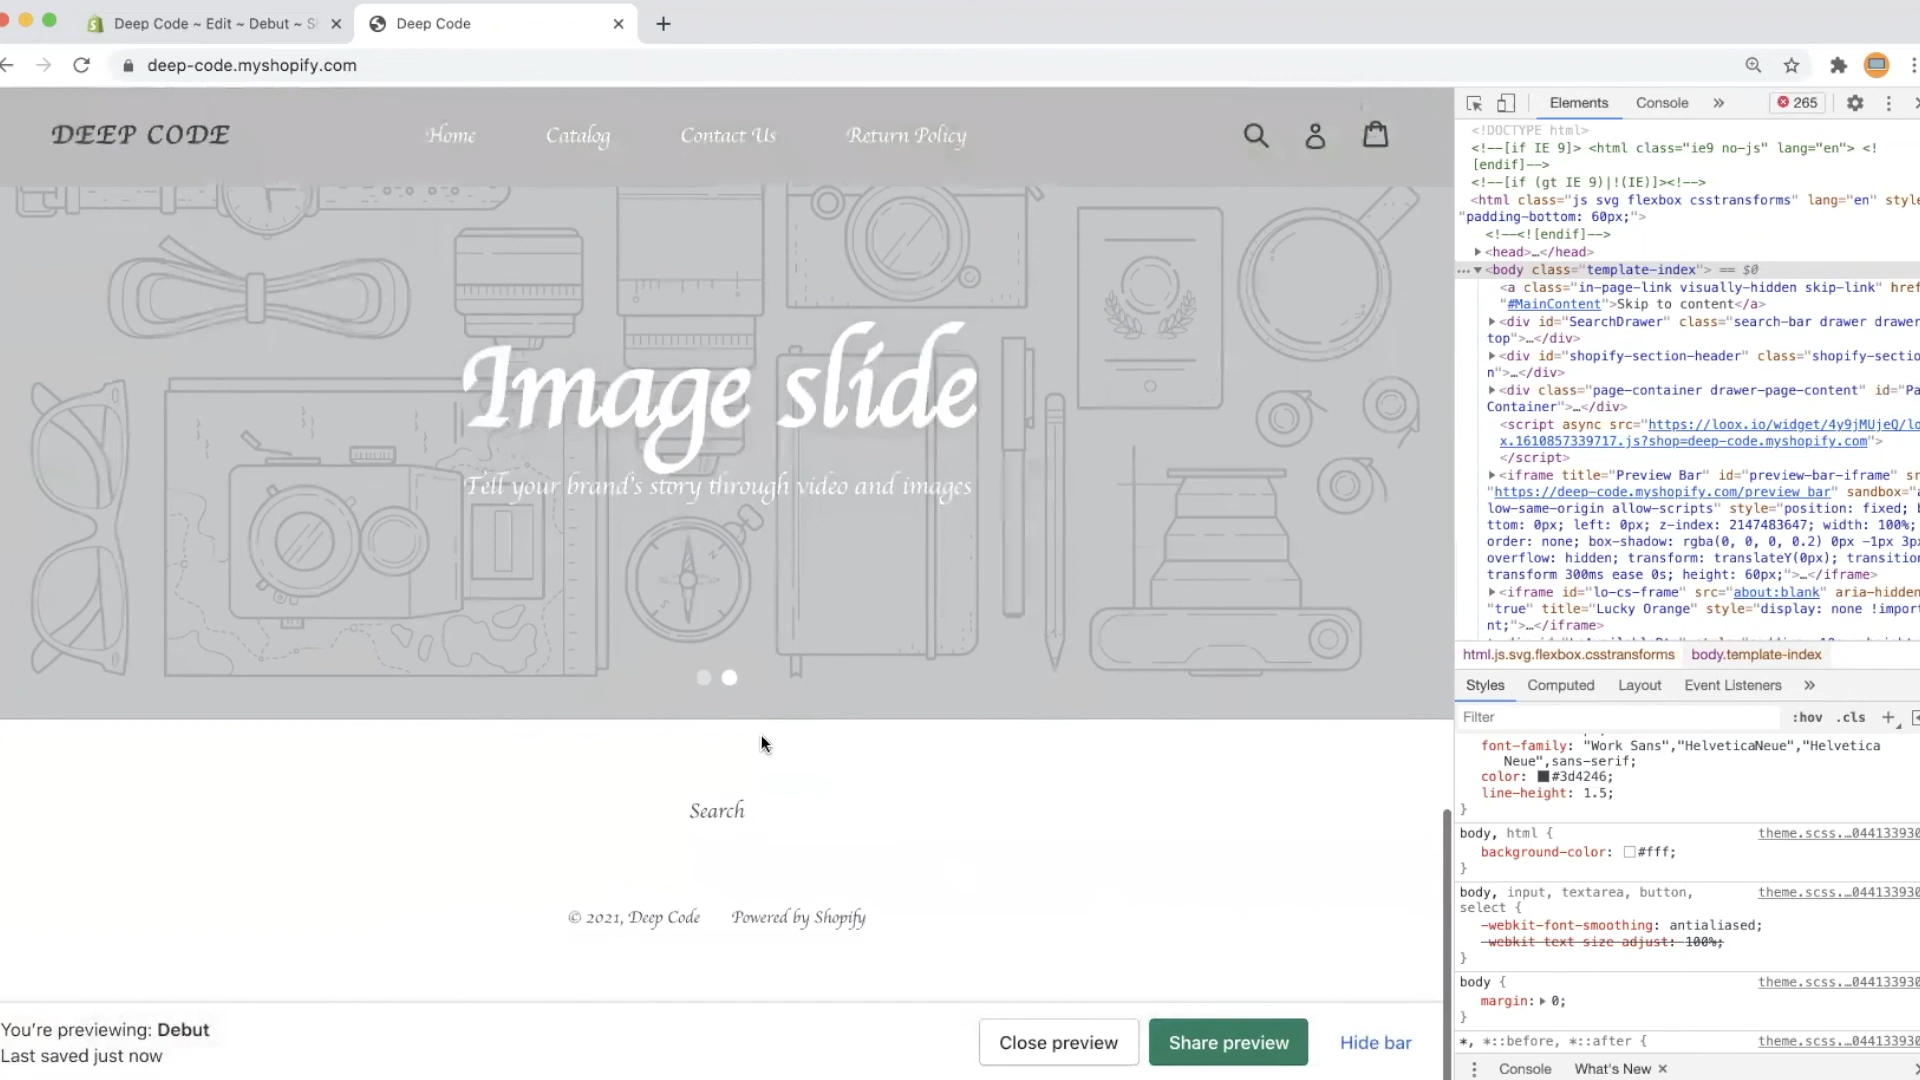 Deep Code ~ Edit ~ Debut ~ S
Deep Code
deep-code.myshopify.com
DEEP CODE
Home
Catalog
Contact Us
Return Policy
Image slide
Tell your brand's story through video and images
Search
© 2021, Deep Code
Powered by Shopify
You're previewing: Debut
Last saved just now
Close preview
Share preview
Hide bar
Elements
Console
265
<!DOCTYPE html>
<!--[if IE 9]> <html class="ie9 no-js" lang="en"> <!
[endif]-->
<!--[if (gt IE 9)|!(IE)]><!-->
<html class="js svg flexbox csstransforms" lang="en" style
"padding-bottom: 60px;">
<!--<![endif]-->
<head>…</head>
<body class="template-index"> == $0
<a class="in-page-link visually-hidden skip-link" href
"#MainContent">Skip to content</a>
<div id="SearchDrawer" class="search-bar drawer drawer
top">…</div>
<div id="shopify-section-header" class="shopify-sectio
n">…</div>
<div class="page-container drawer-page-content" id="Pa
Container">…</div>
<script async src="https://loox.io/widget/4y9jMUjeQ/lo
x.1610857339717.js?shop=deep-code.myshopify.com">
</script>
<iframe title="Preview Bar" id="preview-bar-iframe" sr
"https://deep-code.myshopify.com/preview_bar" sandbox="a
low-same-origin allow-scripts" style="position: fixed; b
ttom: 0px; left: 0px; z-index: 2147483647; width: 100%;
order: none; box-shadow: rgba(0, 0, 0, 0.2) 0px -1px 3px
overflow: hidden; transform: translateY(0px); transition
transform 300ms ease 0s; height: 60px;">…</iframe>
<iframe id="lo-cs-frame" src="about:blank" aria-hidden
"true" title="Lucky Orange" style="display: none !import
nt;">…</iframe>
html.js.svg.flexbox.csstransforms
body.template-index
Styles
Computed
Layout
Event Listeners
Filter
:hov
.cls
font-family: "Work Sans","HelveticaNeue","Helvetica
Neue",sans-serif;
color: #3d4246;
line-height: 1.5;
}
body, html {
theme.scss.…044133930
background-color: #fff;
}
body, input, textarea, button,
theme.scss.…044133930
select {
-webkit-font-smoothing: antialiased;
-webkit-text-size-adjust: 100%;
}
body {
theme.scss.…044133930
margin: 0;
}
*, *::before, *::after {
theme.scss.…044133930
Console
What's New